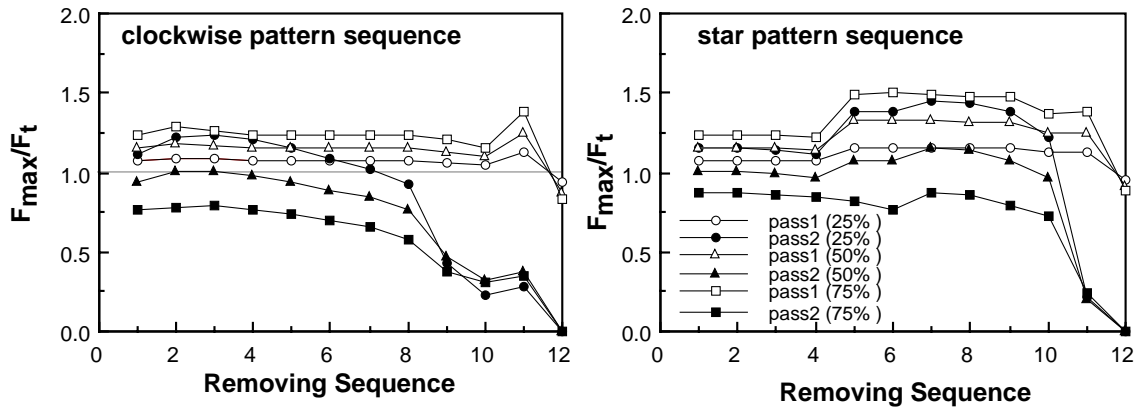 clockwise pattern sequence
2.0
1.5
1.0
0.5
0.0
Fmax/Ft
0 2 4 6 8 10 12
Removing Sequence
star pattern sequence
2.0
1.5
1.0
0.5
0.0
Fmax/Ft
pass1 (25% )
pass2 (25% )
pass1 (50% )
pass2 (50% )
pass1 (75% )
pass2 (75% )
0 2 4 6 8 10 12
Removing Sequence